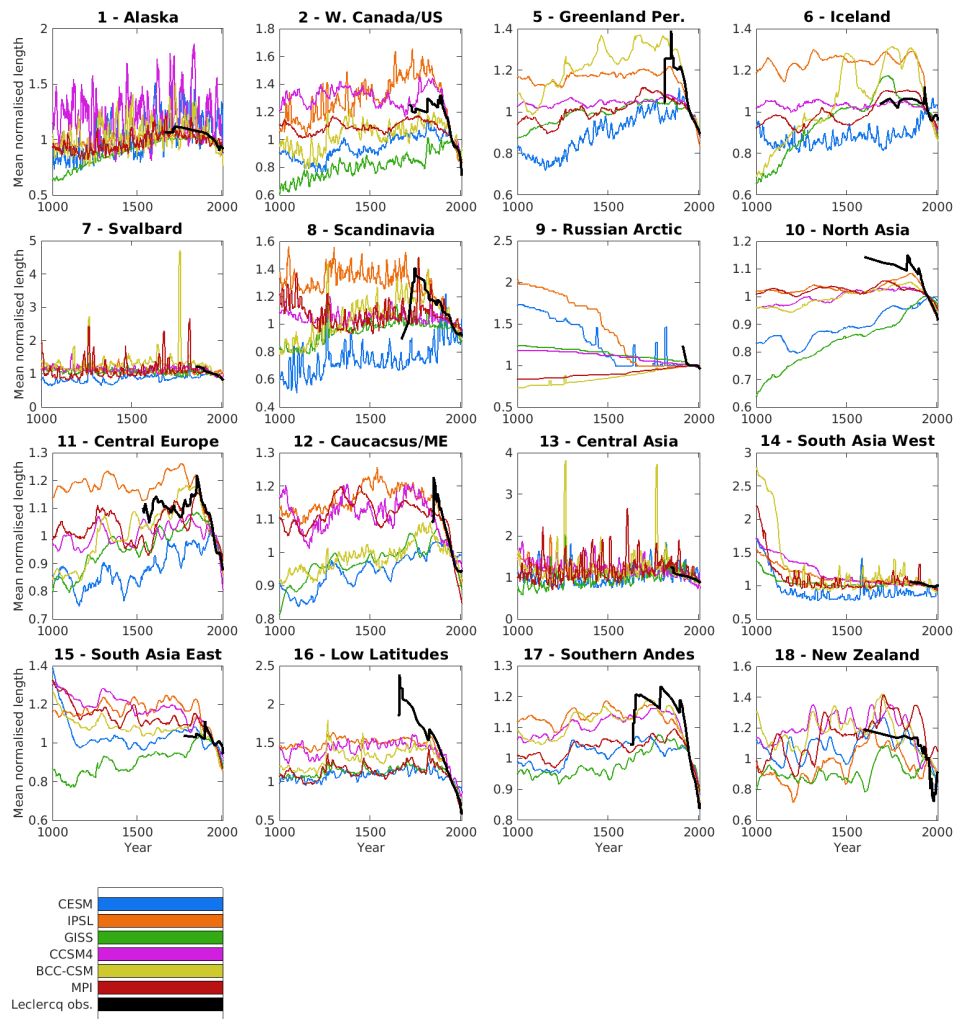 1 - Alaska
2 - W. Canada/US
5 - Greenland Per.
6 - Iceland
Mean normalised length
2
1.5
1
0.5
1000 1500 2000
1.8
1.6
1.4
1.2
1
0.8
0.6
1000 1500 2000
1.4
1.2
1
0.8
0.6
1000 1500 2000
1.4
1.2
1
0.8
0.6
1000 1500 2000
7 - Svalbard
8 - Scandinavia
9 - Russian Arctic
10 - North Asia
Mean normalised length
5
4
3
2
1
0
1000 1500 2000
1.6
1.4
1.2
1
0.8
0.6
0.4
1000 1500 2000
2.5
2
1.5
1
0.5
1000 1500 2000
1.2
1.1
1
0.9
0.8
0.7
0.6
1000 1500 2000
11 - Central Europe
12 - Caucacsus/ME
13 - Central Asia
14 - South Asia West
Mean normalised length
1.3
1.2
1.1
1
0.9
0.8
0.7
1000 1500 2000
1.3
1.2
1.1
1
0.9
0.8
1000 1500 2000
4
3
2
1
0
1000 1500 2000
3
2.5
2
1.5
1
0.5
1000 1500 2000
15 - South Asia East
16 - Low Latitudes
17 - Southern Andes
18 - New Zealand
Mean normalised length
1.4
1.2
1
0.8
0.6
1000 1500 2000
Year
2.5
2
1.5
1
0.5
1000 1500 2000
Year
1.3
1.2
1.1
1
0.9
0.8
1000 1500 2000
Year
1.6
1.4
1.2
1
0.8
0.6
1000 1500 2000
Year
CESM
IPSL
GISS
CCSM4
BCC-CSM
MPI
Leclercq obs.